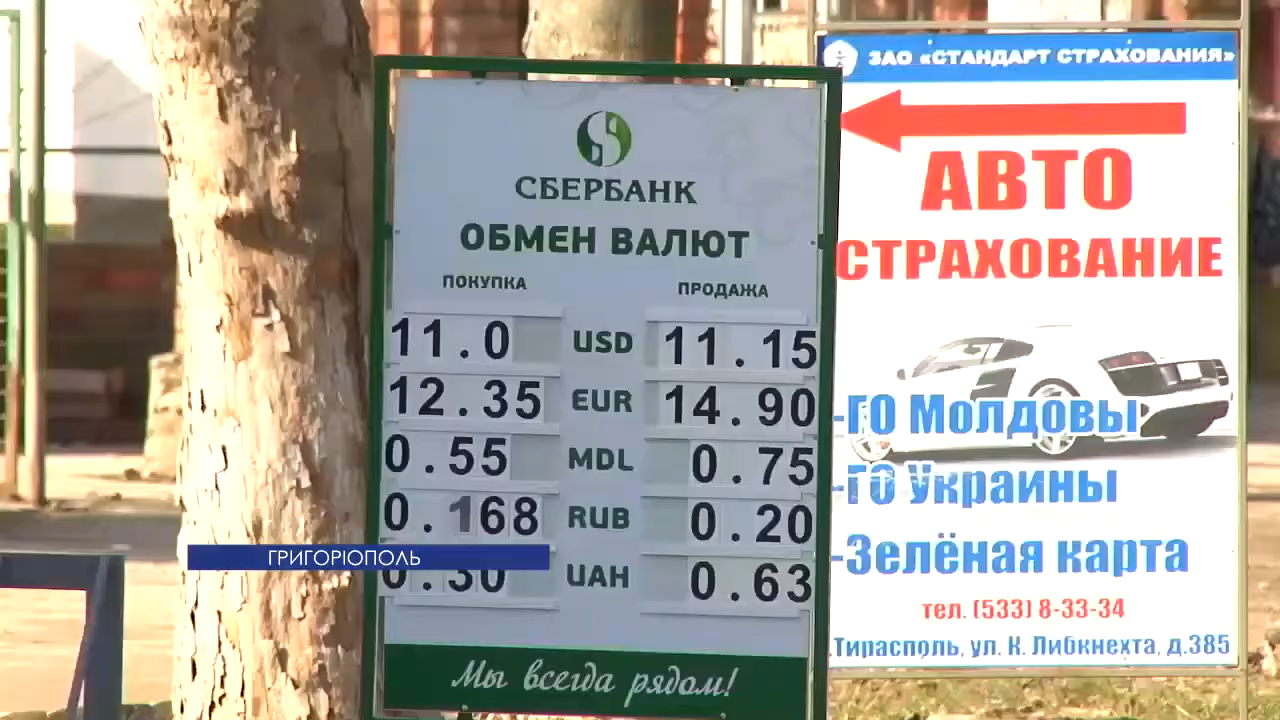 СБЕРБАНК
ОБМЕН ВАЛЮТ
ПОКУПКА ПРОДАЖА
11.0 USD 11.15
12.35 EUR 14.90
0.55 MDL 0.75
0.168 RUB 0.20
0.30 UAH 0.63
Мы всегда рядом!
ГРИГОРІОПОЛЬ
ЗАО «СТАНДАРТ СТРАХОВАНИЯ»
АВТО
СТРАХОВАНИЕ
-ГО Молдовы
-ГО Украины
-Зелёная карта
тел. (533) 8-33-34
.Тирасполь, ул. К. Либкнехта, д.385